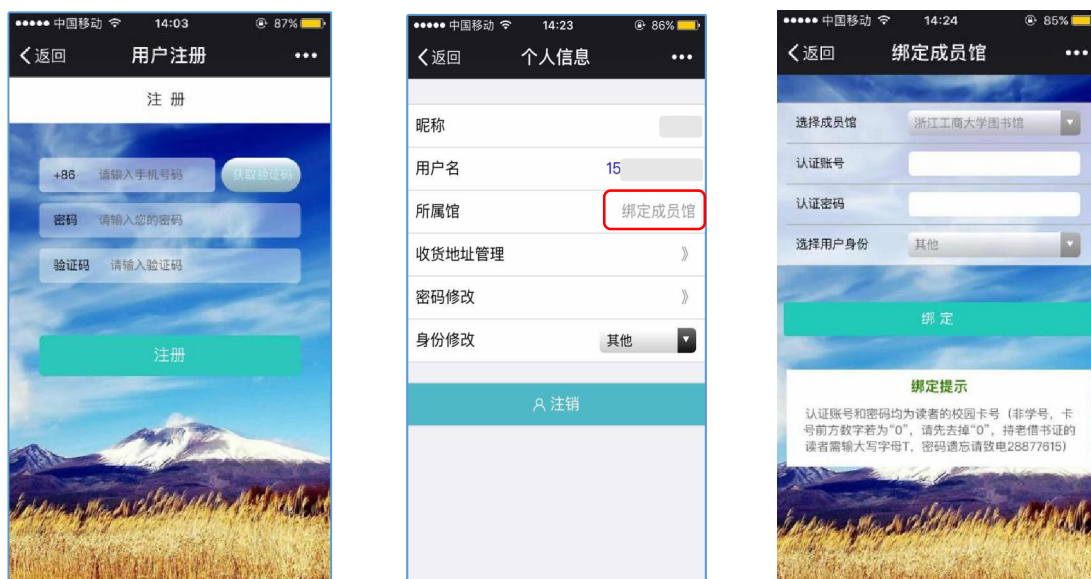 中国移动 14:03 87%
返回 用户注册
注 册
+86 请输入手机号码 获取验证码
密码 请输入您的密码
验证码 请输入验证码
注册
中国移动 14:23 86%
返回 个人信息
昵称
用户名 15
所属馆 绑定成员馆
收货地址管理 》
密码修改 》
身份修改 其他
注销
中国移动 14:24 85%
返回 绑定成员馆
选择成员馆 浙江工商大学图书馆
认证账号
认证密码
选择用户身份 其他
绑 定
绑定提示
认证账号和密码均为读者的校园卡号（非学号，卡
号前方数字若为“0”，请先去掉“0”，持老借书证的
读者需输大写字母T，密码遗忘请致电28877615)